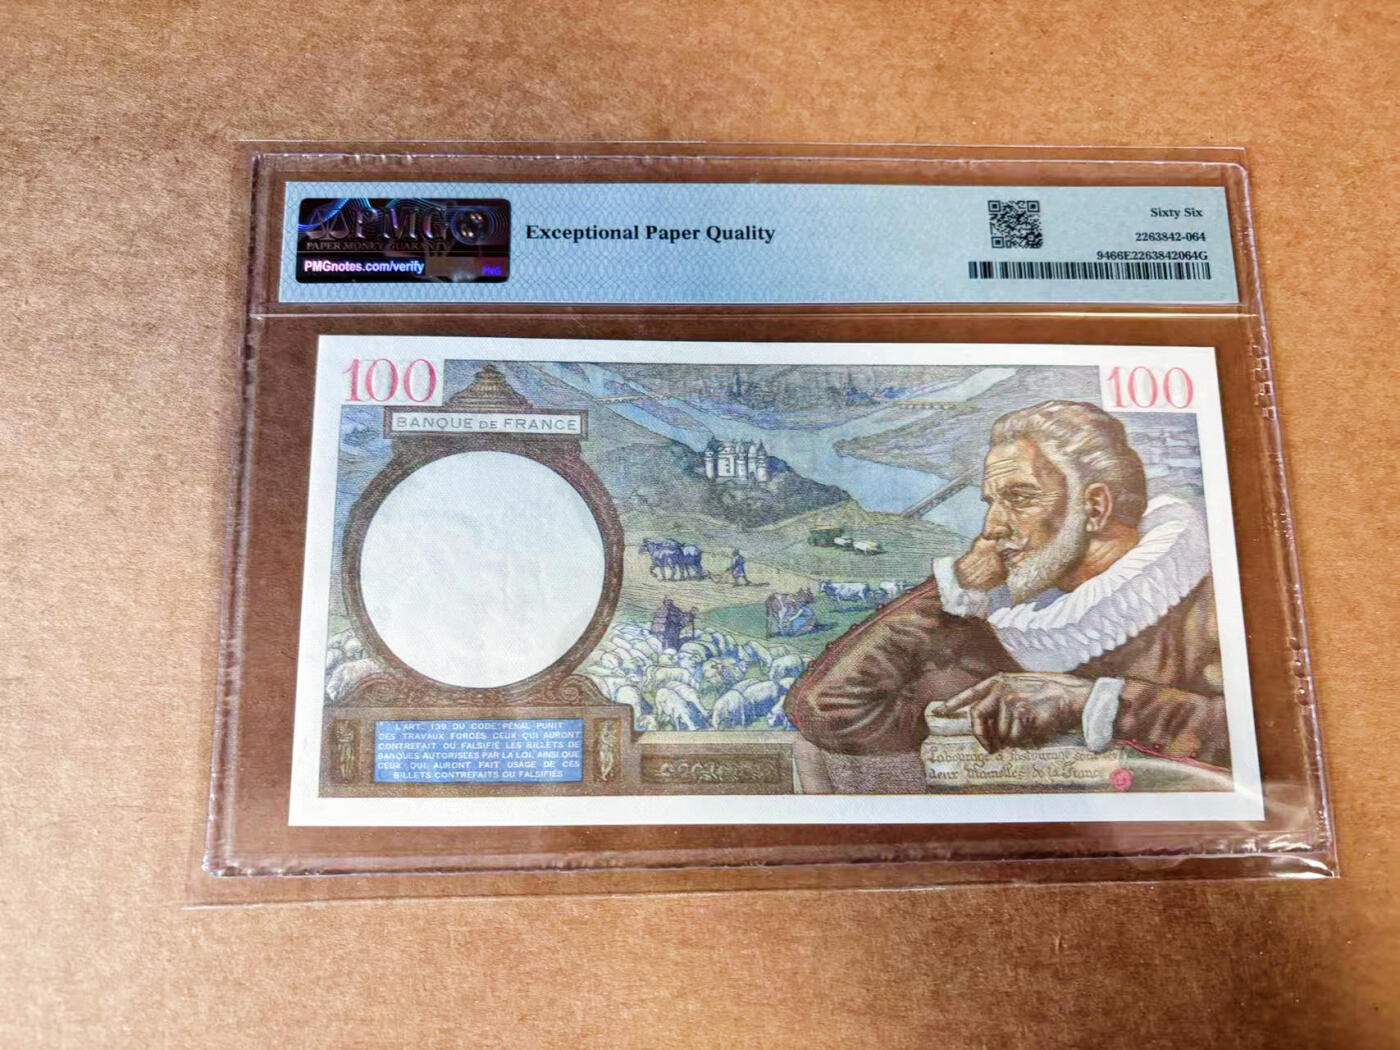 PMG
PAPER MONEY GUARANTY
PMGnotes.com/verify
PMG
Exceptional Paper Quality
Sixty Six
2263842-064
9466E2263842064G
100
100
BANQUE DE FRANCE
L'ART. 139 DU CODE PÉNAL PUNIT
DES TRAVAUX FORCÉS CEUX QUI AURONT
CONTREFAIT OU FALSIFIÉ LES BILLETS DE
BANQUES AUTORISÉES PAR LA LOI, AINSI QUE
CEUX QUI AURONT FAIT USAGE DE CES
BILLETS CONTREFAITS OU FALSIFIÉS
Labourage & Pastourage sont les
deux Mamelles de la France